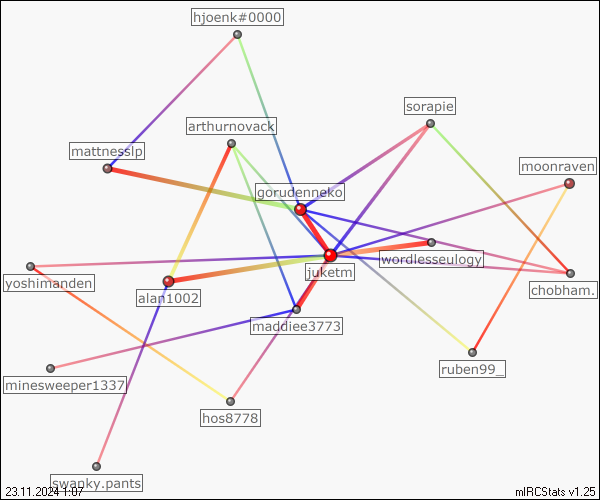 hjoenk#0000
sorapie
arthurnovack
mattnesslp
moonraven
gorudenneko
wordlesseulogy
juketm
yoshimanden
chobham.
alan1002
maddiee3773
ruben99_
minesweeper1337
hos8778
swapky.pants
23.11.2024 1:07
mIRCStats v1.25